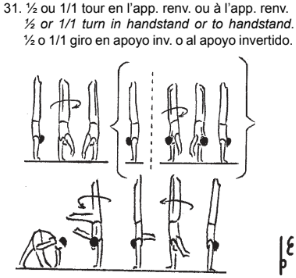 31. ½ ou 1/1 tour en l'app. renv. ou à l'app. renv.
½ or 1/1 turn in handstand or to handstand.
½ o 1/1 giro en apoyo inv. o al apoyo invertido.